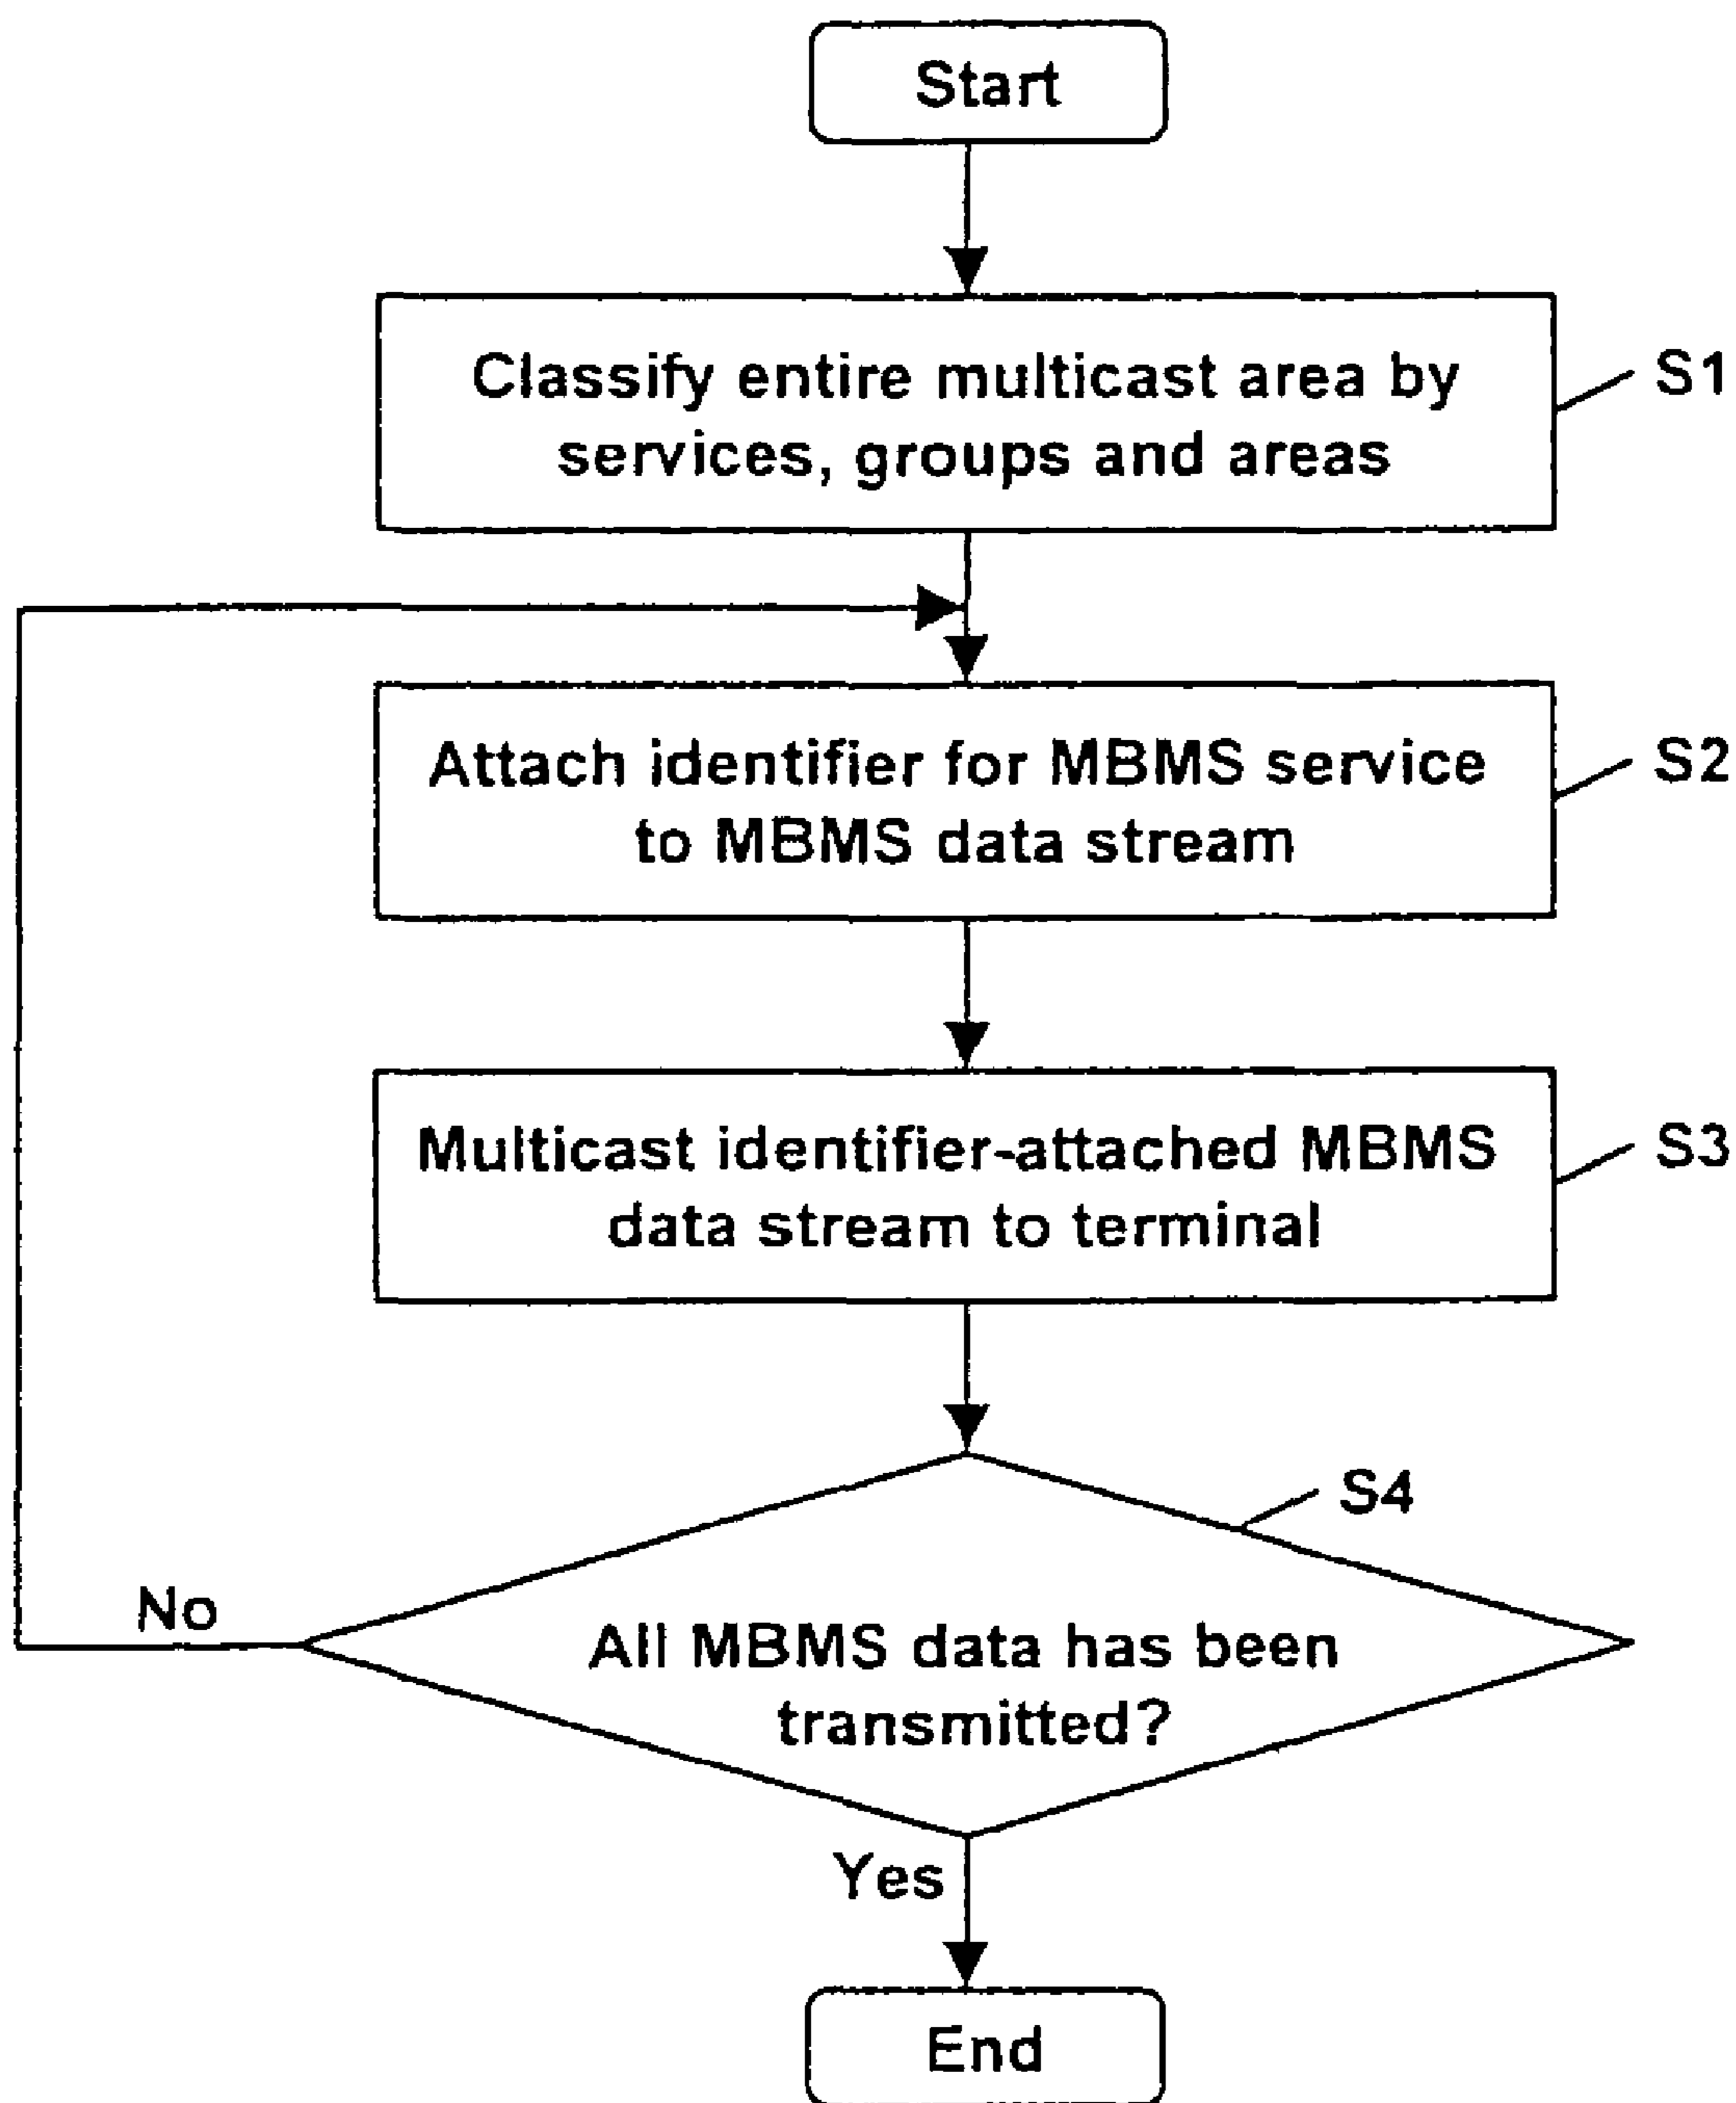 Start
Classify entire multicast area by
services, groups and areas
S1
Attach identifier for MBMS service
to MBMS data stream
S2
Multicast identifier-attached MBMS
data stream to terminal
S3
S4
No
All MBMS data has been
transmitted?
Yes
End